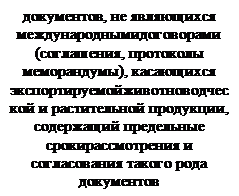 документов, не являющихся
международнымидоговорами
(соглашения, протоколы
меморандумы), касающихся
экспортируемойживотноводчес
кой и растительной продукции,
содержащий предельные
срокирассмотрения и
согласования такого рода
документов